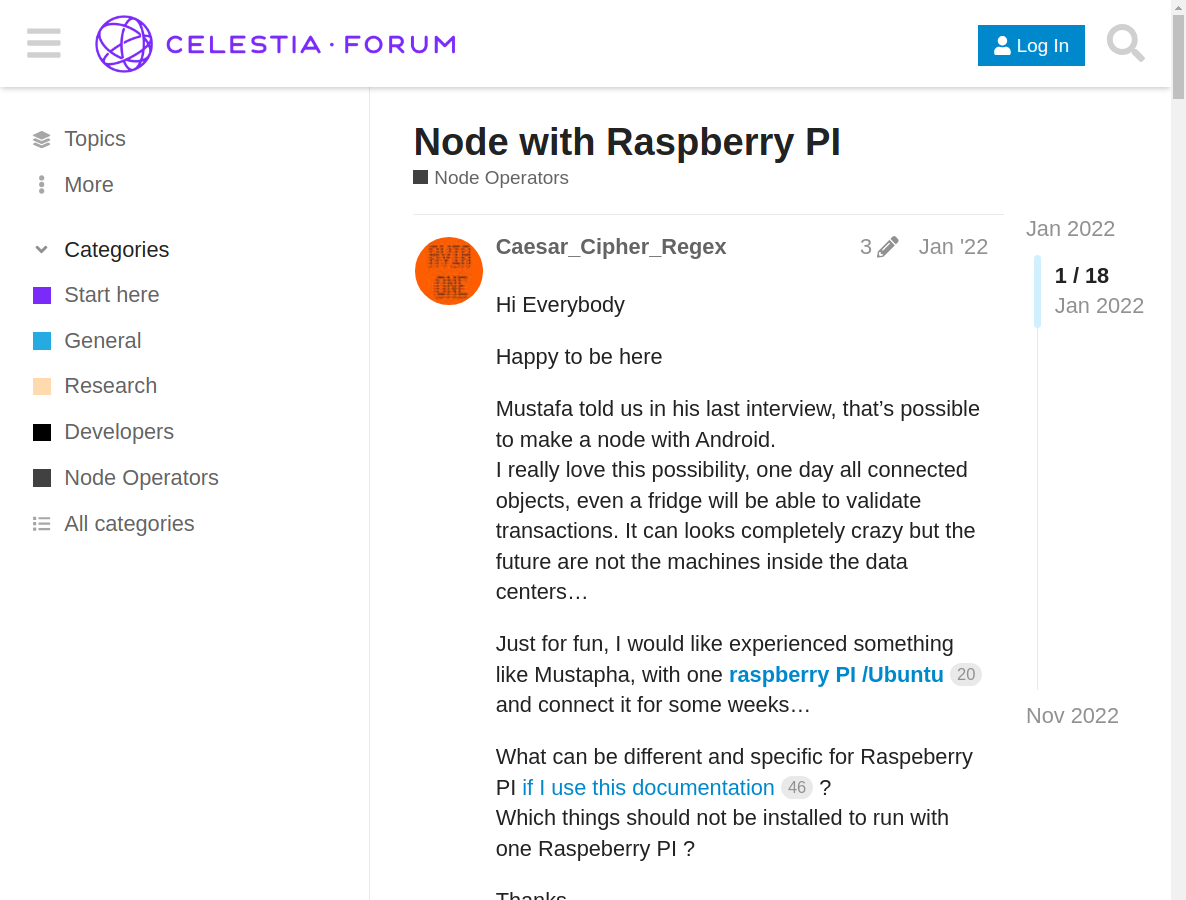 CELESTIA · FORUM
Log In
Topics
More
Categories
Start here
General
Research
Developers
Node Operators
All categories
Node with Raspberry PI
Node Operators
AVIA
ONE
Caesar_Cipher_Regex
3
Jan '22
Hi Everybody
Happy to be here
Mustafa told us in his last interview, that’s possible
to make a node with Android.
I really love this possibility, one day all connected
objects, even a fridge will be able to validate
transactions. It can looks completely crazy but the
future are not the machines inside the data
centers…
Just for fun, I would like experienced something
like Mustapha, with one raspberry PI /Ubuntu 20
and connect it for some weeks…
What can be different and specific for Raspeberry
PI if I use this documentation 46 ?
Which things should not be installed to run with
one Raspeberry PI ?
Thanks
Jan 2022
1 / 18
Jan 2022
Nov 2022